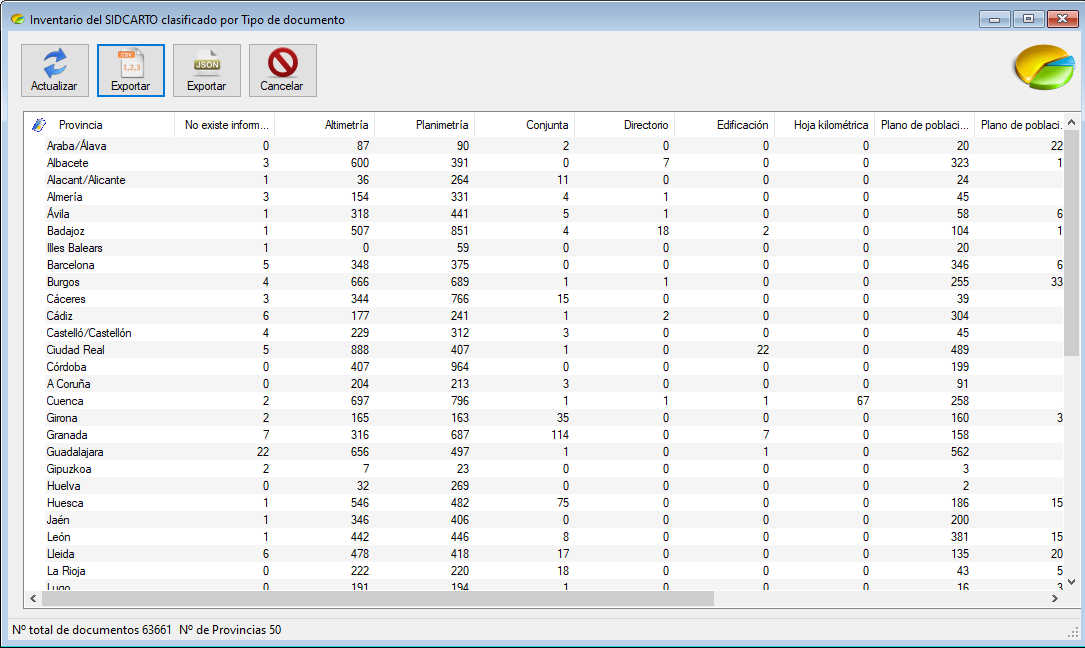 Inventario del SIDCARTO clasificado por Tipo de documento
Actualizar CSV 1,2,3 Exportar JSON Exportar Cancelar
Provincia No existe inform... Altimetría Planimetría Conjunta Directorio Edificación Hoja kilométrica Plano de poblaci... Plano de poblaci.
Araba/Álava 0 87 90 2 0 0 0 20 22
Albacete 3 600 391 0 7 0 0 323 1
Alacant/Alicante 1 36 264 11 0 0 0 24
Almería 3 154 331 4 1 0 0 45
Ávila 1 318 441 5 1 0 0 58 6
Badajoz 1 507 851 4 18 2 0 104 1
Illes Balears 1 0 59 0 0 0 0 20
Barcelona 5 348 375 0 0 0 0 346 6
Burgos 4 666 689 1 1 0 0 255 33
Cáceres 3 344 766 15 0 0 0 39
Cádiz 6 177 241 1 2 0 0 304
Castelló/Castellón 4 229 312 3 0 0 0 45
Ciudad Real 5 888 407 1 0 22 0 489
Córdoba 0 407 964 0 0 0 0 199
A Coruña 0 204 213 3 0 0 0 91
Cuenca 2 697 796 1 1 1 67 258
Girona 2 165 163 35 0 0 0 160 3
Granada 7 316 687 114 0 7 0 158
Guadalajara 22 656 497 1 0 1 0 562
Gipuzkoa 2 7 23 0 0 0 0 3
Huelva 0 32 269 0 0 0 0 2
Huesca 1 546 482 75 0 0 0 186 15
Jaén 1 346 406 0 0 0 0 200
León 1 442 446 8 0 0 0 381 15
Lleida 6 478 418 17 0 0 0 135 20
La Rioja 0 222 220 18 0 0 0 43 5
Lugo 0 191 194 1 0 0 0 16 3
Nº total de documentos 63661 Nº de Provincias 50